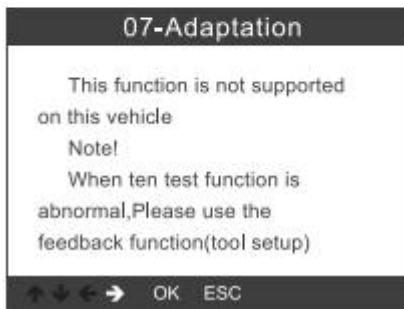 07-Adaptation
This function is not supported
on this vehicle
Note!
When ten test function is
abnormal,Please use the
feedback function(tool setup)
OK ESC